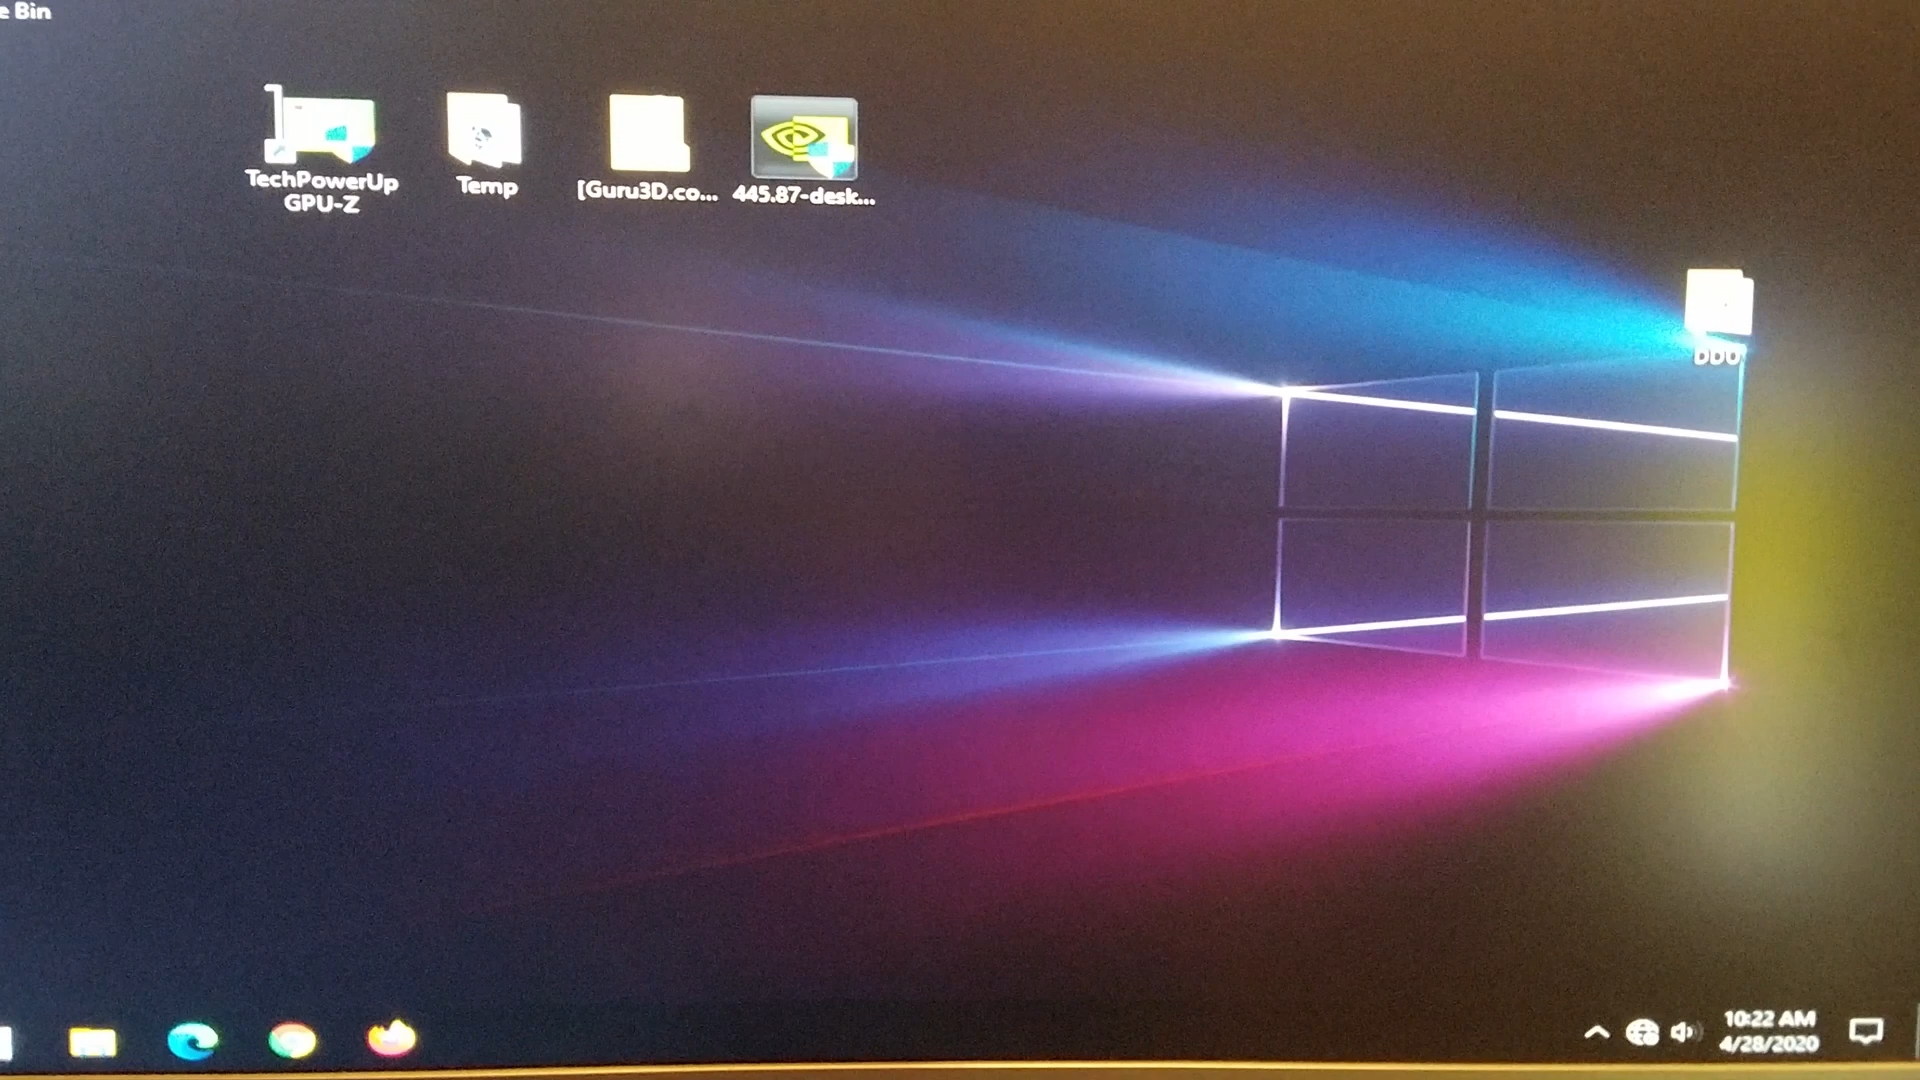 e Bin
TechPowerUp
GPU-Z
Temp
[Guru3D.co...
445.87-desk...
DDU
10:22 AM
4/28/2020